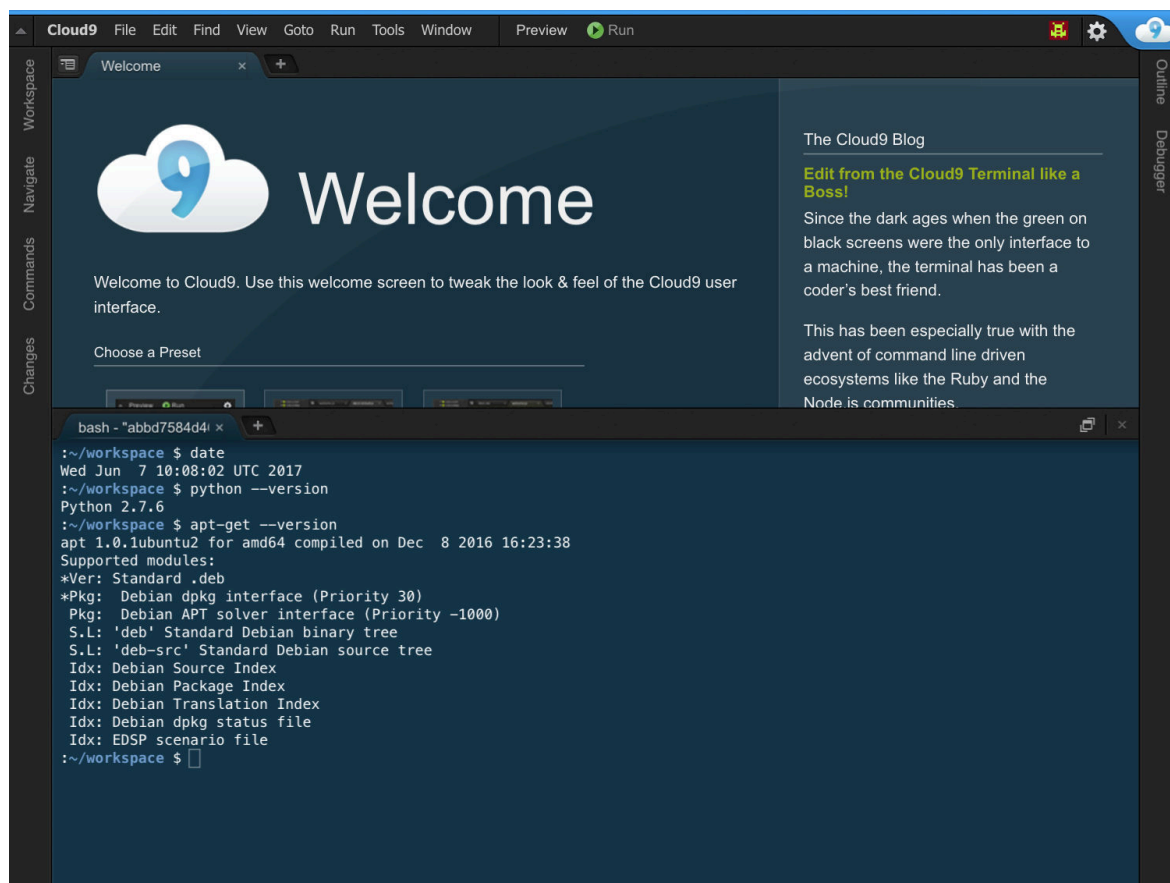 Cloud9 File Edit Find View Goto Run Tools Window Preview Run
9
Workspace
Navigate
Commands
Changes
Outline
Debugger
Welcome × +
9
Welcome
Welcome to Cloud9. Use this welcome screen to tweak the look & feel of the Cloud9 user
interface.
Choose a Preset
Preview Run
The Cloud9 Blog
Edit from the Cloud9 Terminal like a
Boss!
Since the dark ages when the green on
black screens were the only interface to
a machine, the terminal has been a
coder's best friend.
This has been especially true with the
advent of command line driven
ecosystems like the Ruby and the
Node.js communities.
bash - "abbd7584d4 × +
:~/workspace $ date
Wed Jun  7 10:08:02 UTC 2017
:~/workspace $ python --version
Python 2.7.6
:~/workspace $ apt-get --version
apt 1.0.1ubuntu2 for amd64 compiled on Dec  8 2016 16:23:38
Supported modules:
*Ver: Standard .deb
*Pkg:  Debian dpkg interface (Priority 30)
 Pkg:  Debian APT solver interface (Priority -1000)
 S.L: 'deb' Standard Debian binary tree
 S.L: 'deb-src' Standard Debian source tree
 Idx: Debian Source Index
 Idx: Debian Package Index
 Idx: Debian Translation Index
 Idx: Debian dpkg status file
 Idx: EDSP scenario file
:~/workspace $